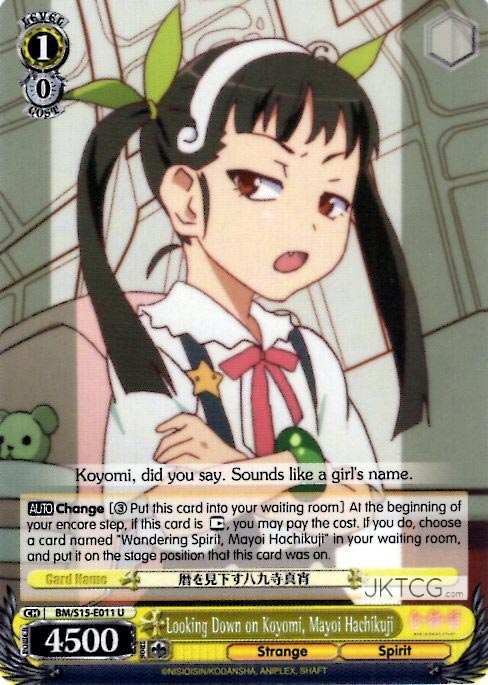 LEVEL
1
0
COST
Koyomi, did you say. Sounds like a girl's name.
AUTO Change [③ Put this card into your waiting room] At the beginning of
your encore step, if this card is , you may pay the cost. If you do, choose
a card named "Wandering Spirit, Mayoi Hachikuji" in your waiting room,
and put it on the stage position that this card was on.
Card Name
暦を見下す八九寺真宵
JKTCG.com
CH BM/S15-E011 U
Looking Down on Koyomi, Mayoi Hachikuji
POWER
4500
SOUL
Strange
Spirit
©NISIOISIN/KODANSHA, ANIPLEX, SHAFT